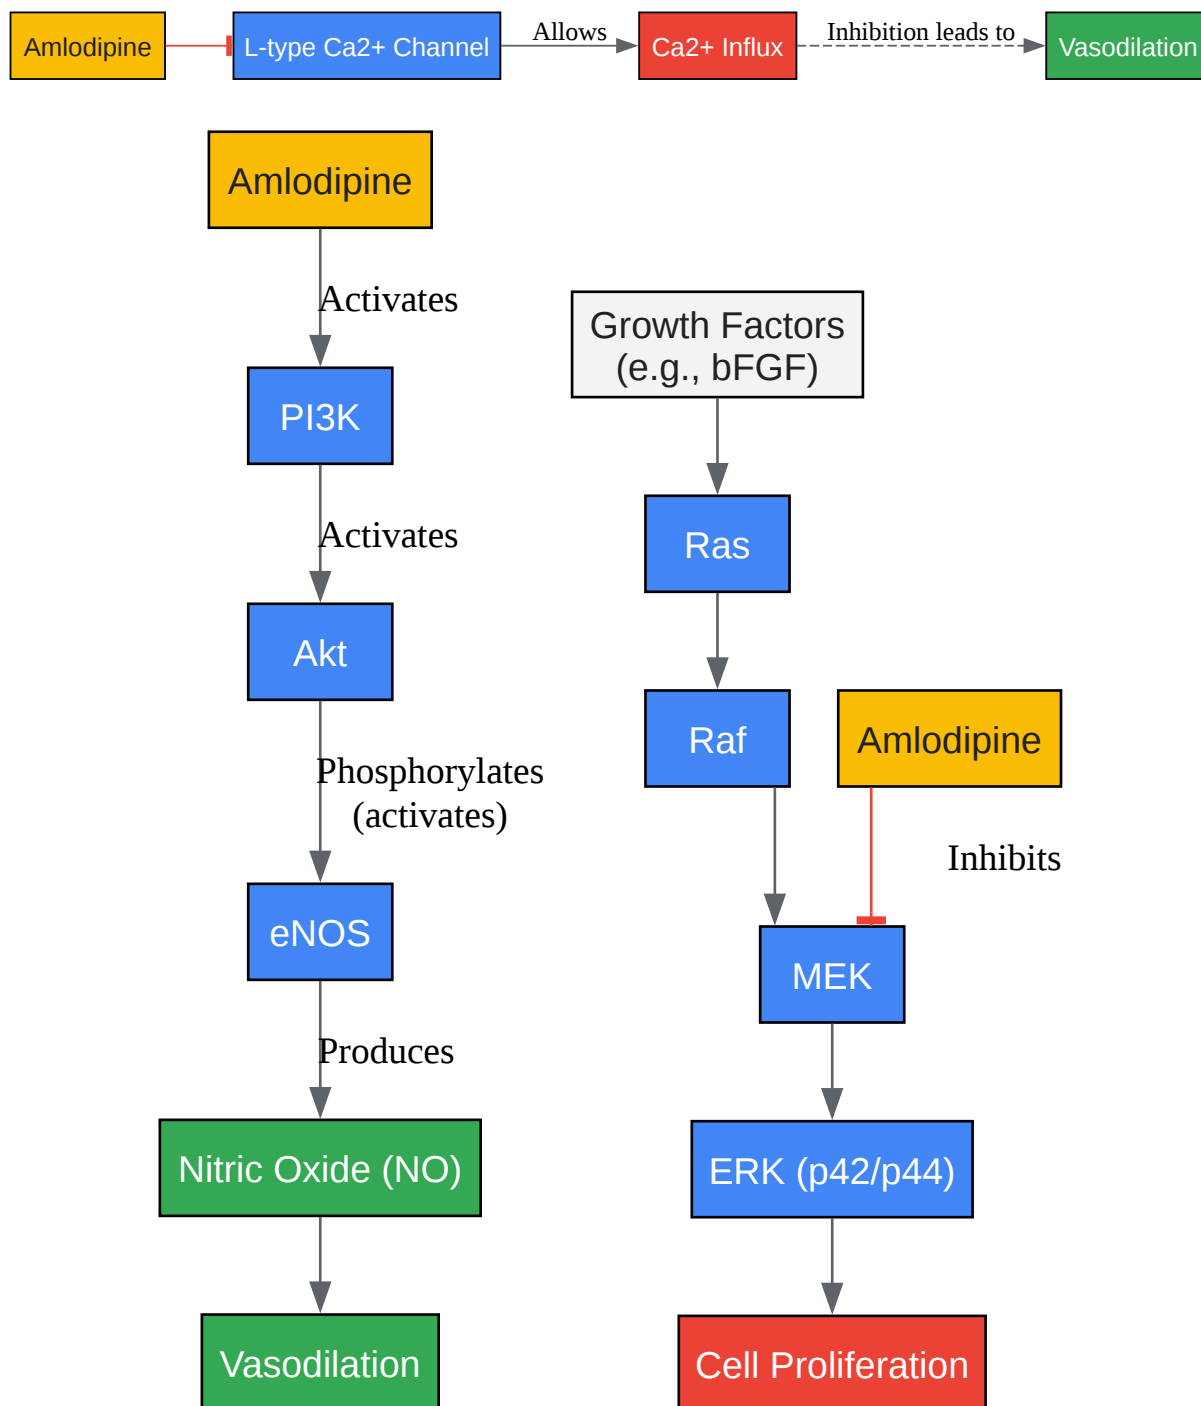 Amlodipine
L-type Ca2+ Channel
Allows
Ca2+ Influx
Inhibition leads to
Vasodilation
Amlodipine
Activates
PI3K
Activates
Akt
Phosphorylates
(activates)
eNOS
Produces
Nitric Oxide (NO)
Vasodilation
Growth Factors
(e.g., bFGF)
Ras
Raf
Amlodipine
Inhibits
MEK
ERK (p42/p44)
Cell Proliferation